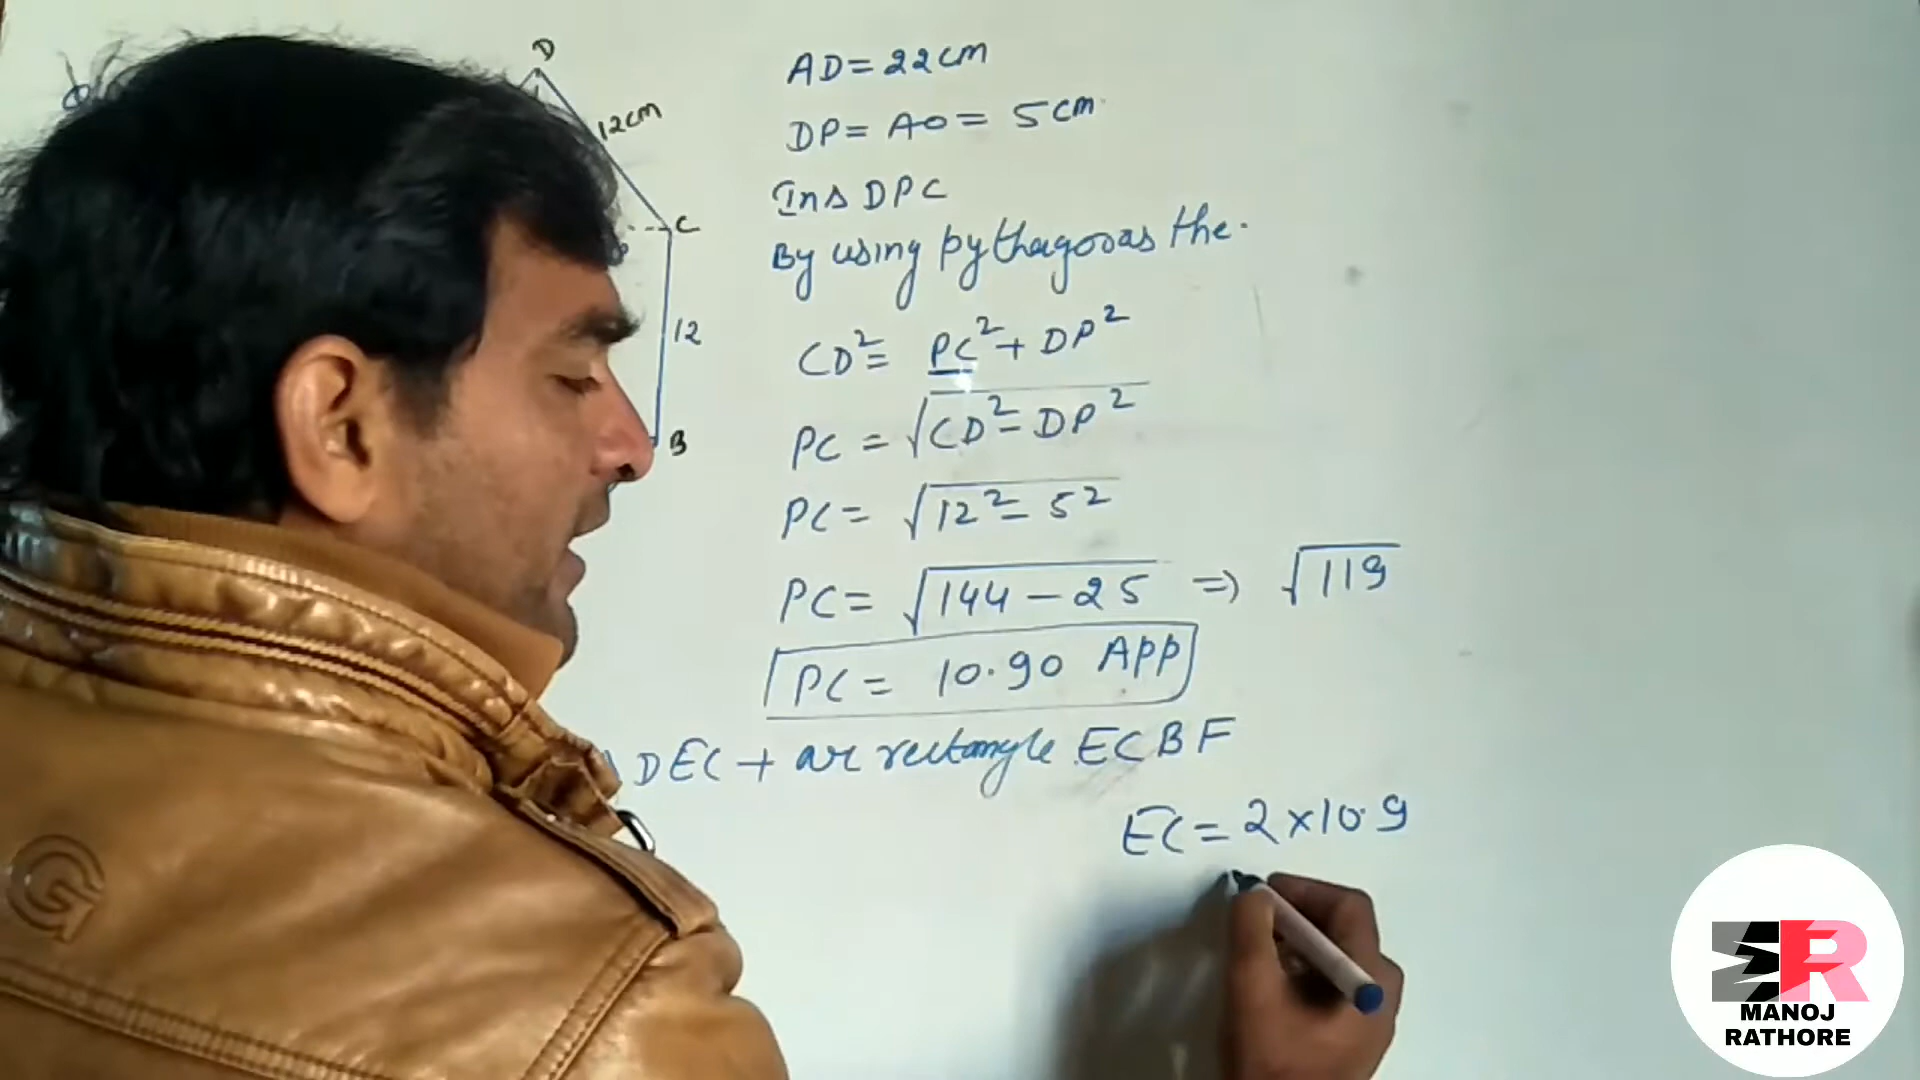 D
12cm
C
12
B
AD = 22cm
DP = AO = 5cm
In Δ DPC
By using pythagoras the.
CD² = PC² + DP²
PC = √CD² - DP²
PC = √12² - 5²
PC = √144 - 25 ⇒ √119
PC = 10.90 APP
Δ DEC + ar rectangle ECBF
EC = 2 × 10.9
G
ER
MANOJ
RATHORE